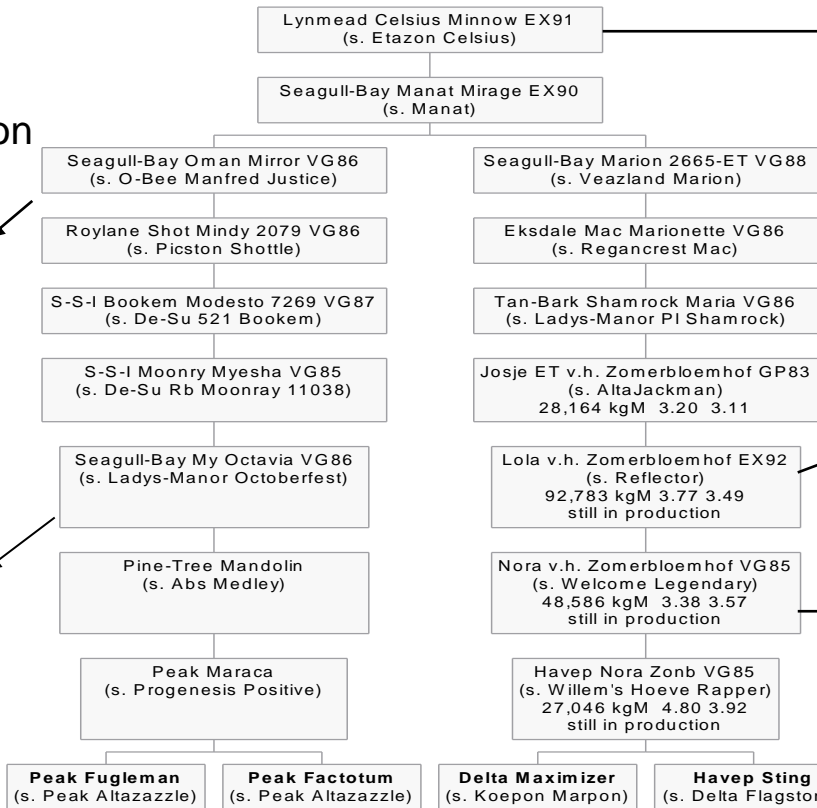 Lynmead Celsius Minnow EX91
(s. Etazon Celsius)
Seagull-Bay Manat Mirage EX90
(s. Manat)
on
Seagull-Bay Oman Mirror VG86
(s. O-Bee Manfred Justice)
Roylane Shot Mindy 2079 VG86
(s. Picston Shottle)
S-S-I Bookem Modesto 7269 VG87
(s. De-Su 521 Bookem)
S-S-I Moonry Myesha VG85
(s. De-Su Rb Moonray 11038)
Seagull-Bay My Octavia VG86
(s. Ladys-Manor Octoberfest)
Pine-Tree Mandolin
(s. Abs Medley)
Peak Maraca
(s. Progenesis Positive)
Peak Fugleman
(s. Peak Altazazzle)
Peak Factotum
(s. Peak Altazazzle)
Seagull-Bay Marion 2665-ET VG88
(s. Veazland Marion)
Eksdale Mac Marionette VG86
(s. Regancrest Mac)
Tan-Bark Shamrock Maria VG86
(s. Ladys-Manor Pl Shamrock)
Josje ET v.h. Zomerbloemhof GP83
(s. AltaJackman)
28,164 kgM 3.20 3.11
Lola v.h. Zomerbloemhof EX92
(s. Reflector)
92,783 kgM 3.77 3.49
still in production
Nora v.h. Zomerbloemhof VG85
(s. Welcome Legendary)
48,586 kgM 3.38 3.57
still in production
Havep Nora Zonb VG85
(s. Willem's Hoeve Rapper)
27,046 kgM 4.80 3.92
still in production
Delta Maximizer
(s. Koepon Marpon)
Havep Sting
(s. Delta Flagston